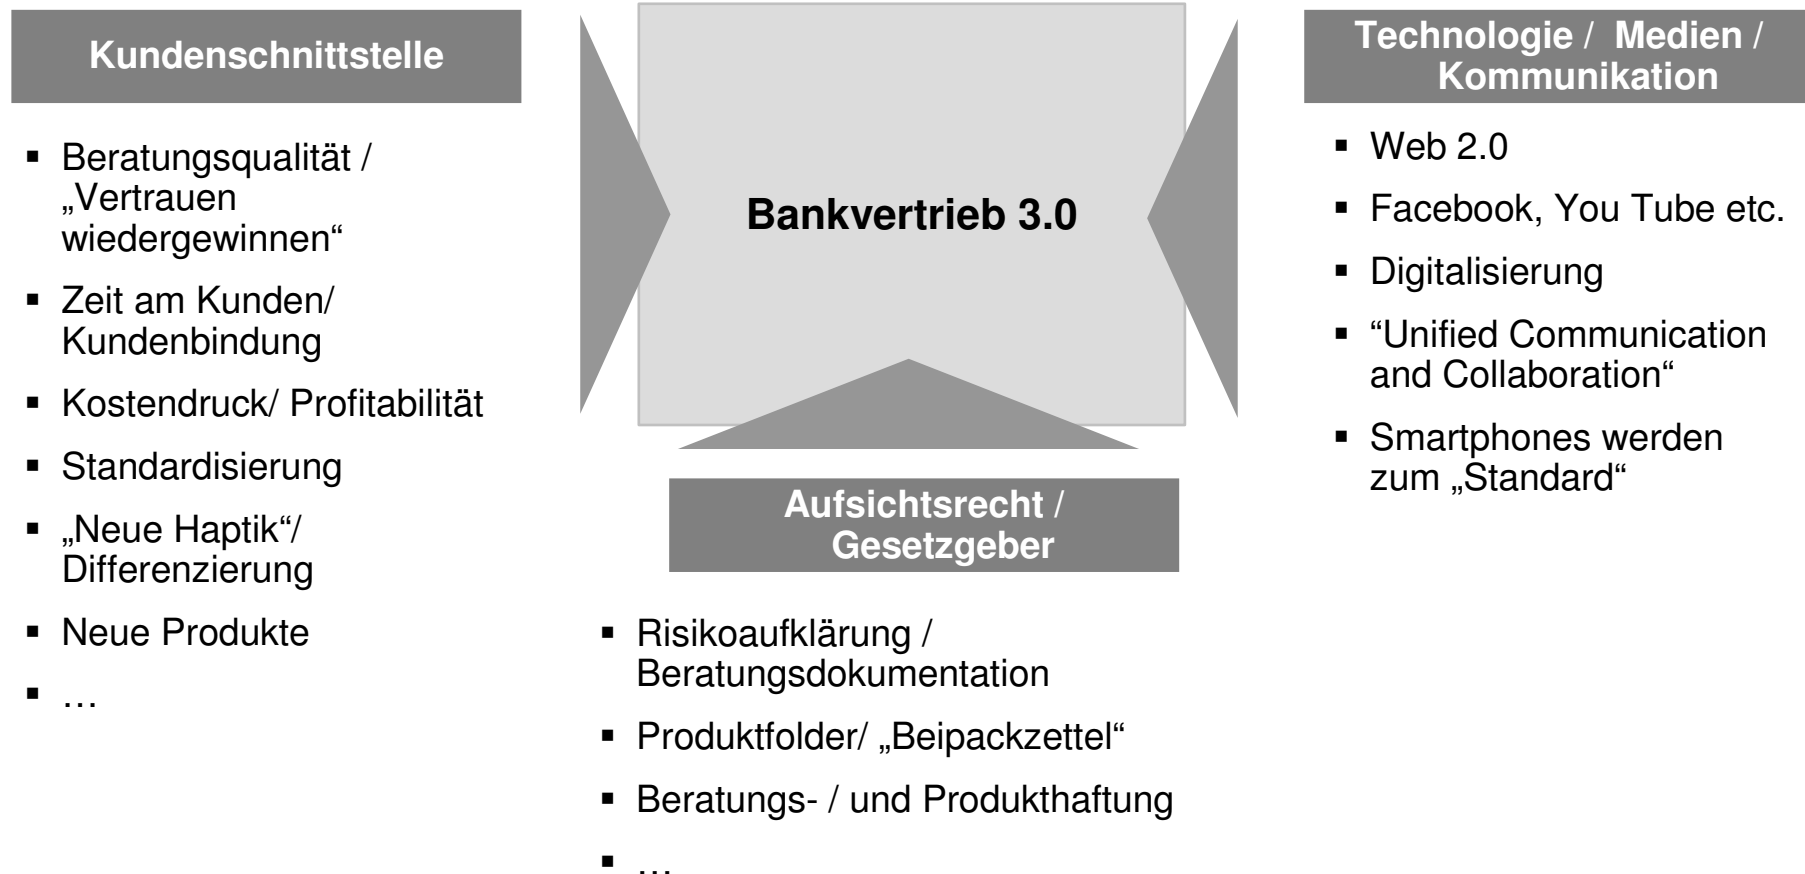 Kundenschnittstelle
▪ Beratungsqualität /
„Vertrauen
wiedergewinnen“
▪ Zeit am Kunden/
Kundenbindung
▪ Kostendruck/ Profitabilität
▪ Standardisierung
▪ „Neue Haptik“/
Differenzierung
▪ Neue Produkte
▪ …
Bankvertrieb 3.0
Aufsichtsrecht /
Gesetzgeber
▪ Risikoaufklärung /
Beratungsdokumentation
▪ Produktfolder/ „Beipackzettel“
▪ Beratungs- / und Produkthaftung
▪ …
Technologie / Medien /
Kommunikation
▪ Web 2.0
▪ Facebook, You Tube etc.
▪ Digitalisierung
▪ “Unified Communication
and Collaboration“
▪ Smartphones werden
zum „Standard“